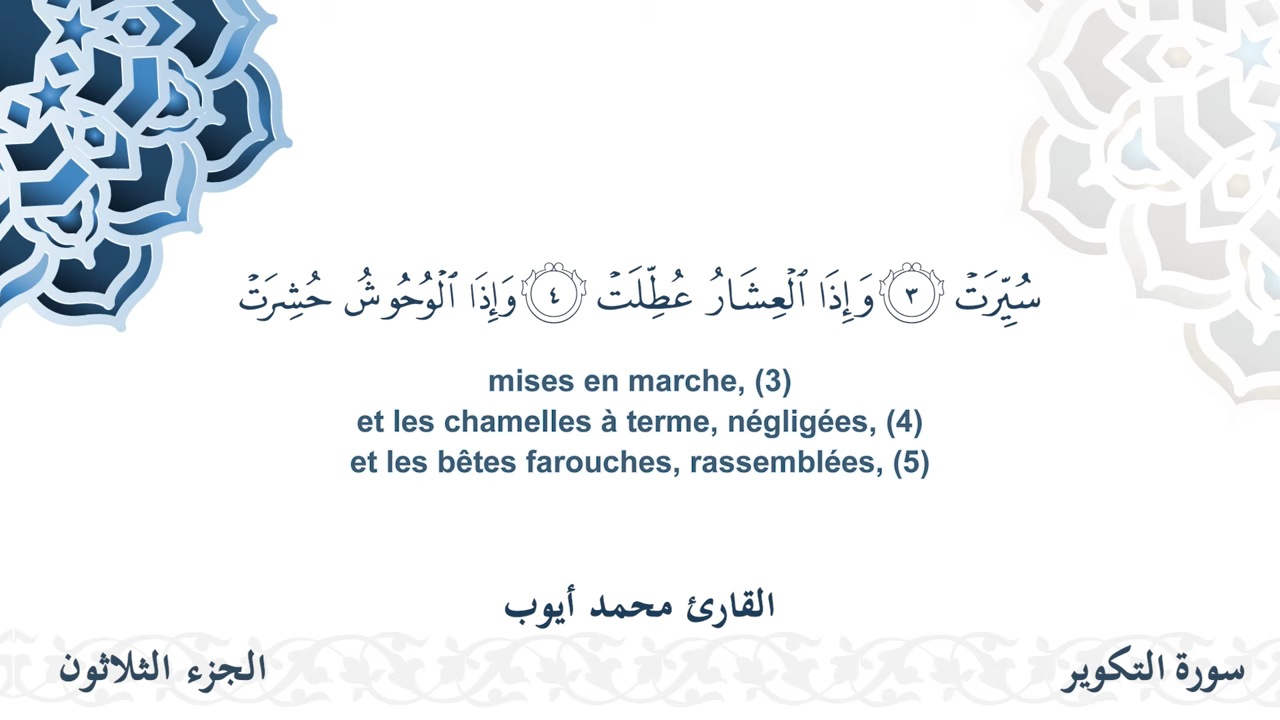 سُيِّرَتۡ ٣ وَإِذَا ٱلۡعِشَارُ عُطِّلَتۡ ٤ وَإِذَا ٱلۡوُحُوشُ حُشِرَتۡ
mises en marche, (3)
et les chamelles à terme, négligées, (4)
et les bêtes farouches, rassemblées, (5)
القارئ محمد أيوب
سورة التكوير
الجزء الثلاثون